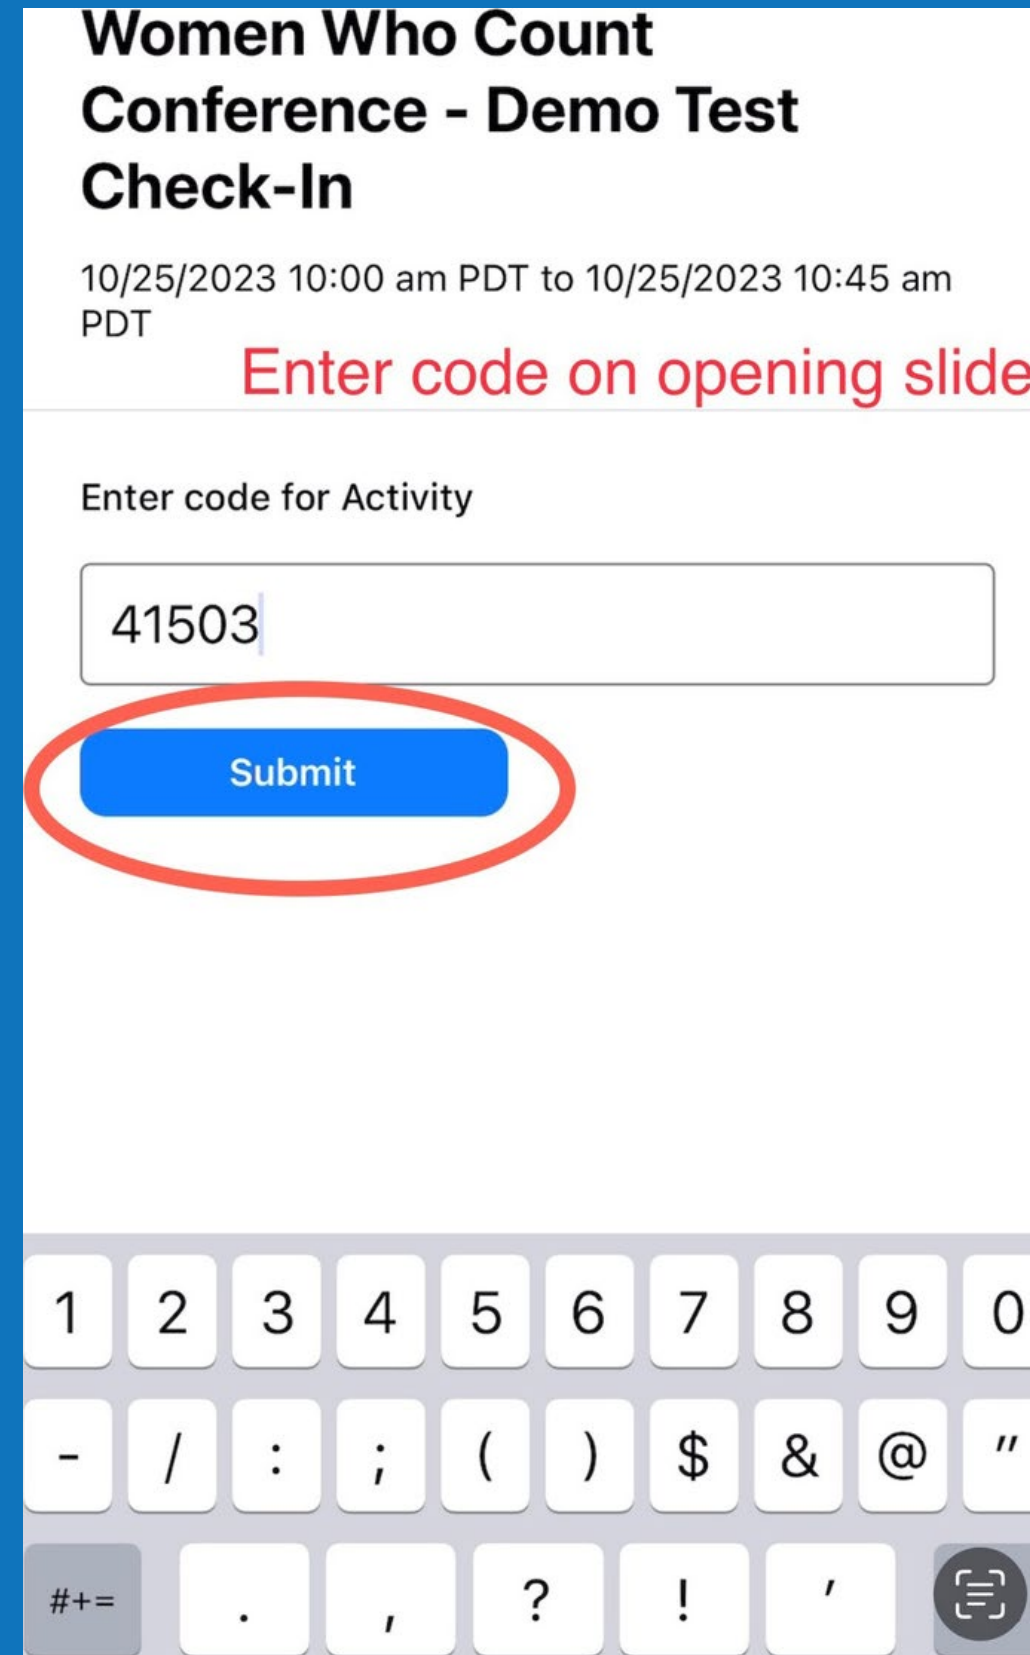 Women Who Count
Conference - Demo Test
Check-In
10/25/2023 10:00 am PDT to 10/25/2023 10:45 am
PDT
Enter code on opening slide
Enter code for Activity
41503
Submit
1 2 3 4 5 6 7 8 9 0
- / : ; ( ) $ & @ "
#+= . , ? ! '